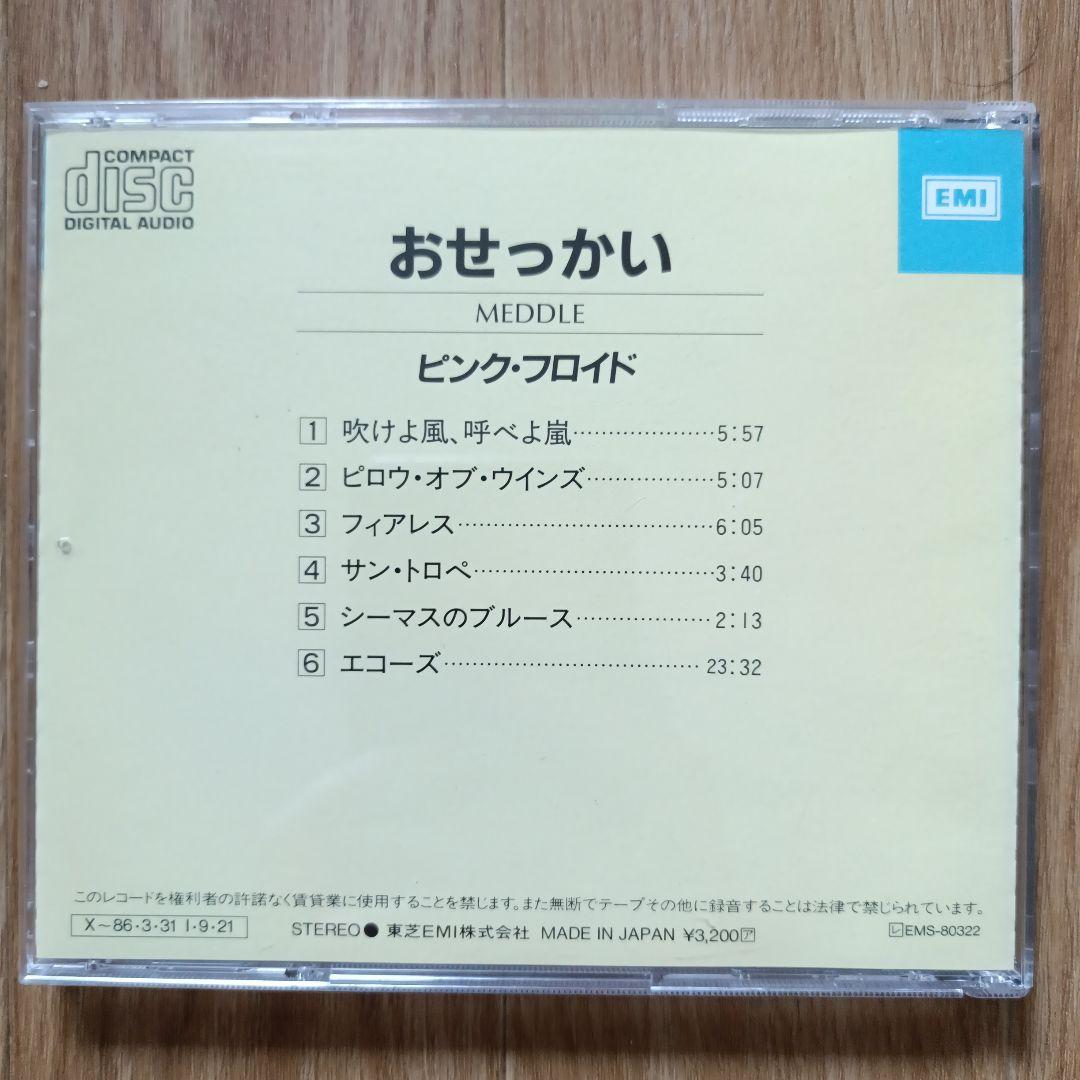 COMPACT
disc
DIGITAL AUDIO
EMI
おせっかい
MEDDLE
ピンク・フロイド
1 吹けよ風、呼べよ嵐 5:57
2 ピロウ・オブ・ウインズ 5:07
3 フィアレス 6:05
4 サン・トロペ 3:40
5 シーマスのブルース 2:13
6 エコーズ 23:32
このレコードを権利者の許諾なく賃貸業に使用することを禁じます。また無断でテープその他に録音することは法律で禁じられています。
X～86・3・31 I・9・21 STEREO● 東芝EMI株式会社 MADE IN JAPAN ¥3,200ア レEMS-80322